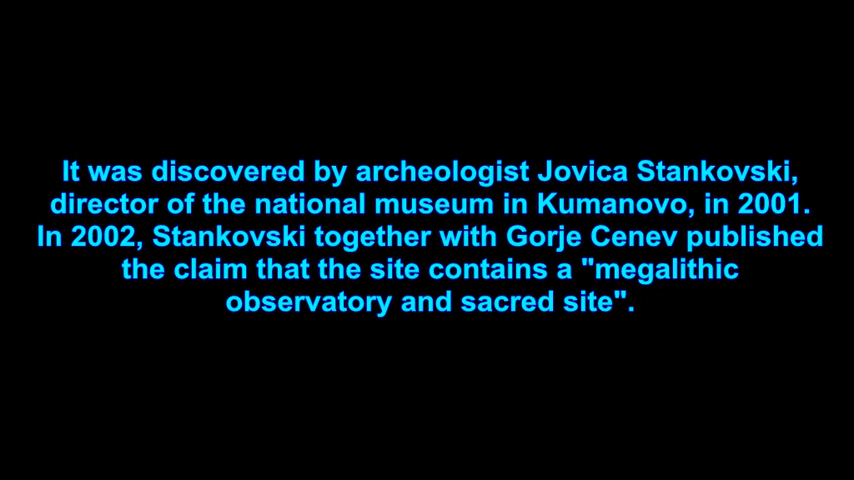 It was discovered by archeologist Jovica Stankovski,
director of the national museum in Kumanovo, in 2001.
In 2002, Stankovski together with Gorje Cenev published
the claim that the site contains a "megalithic
observatory and sacred site".